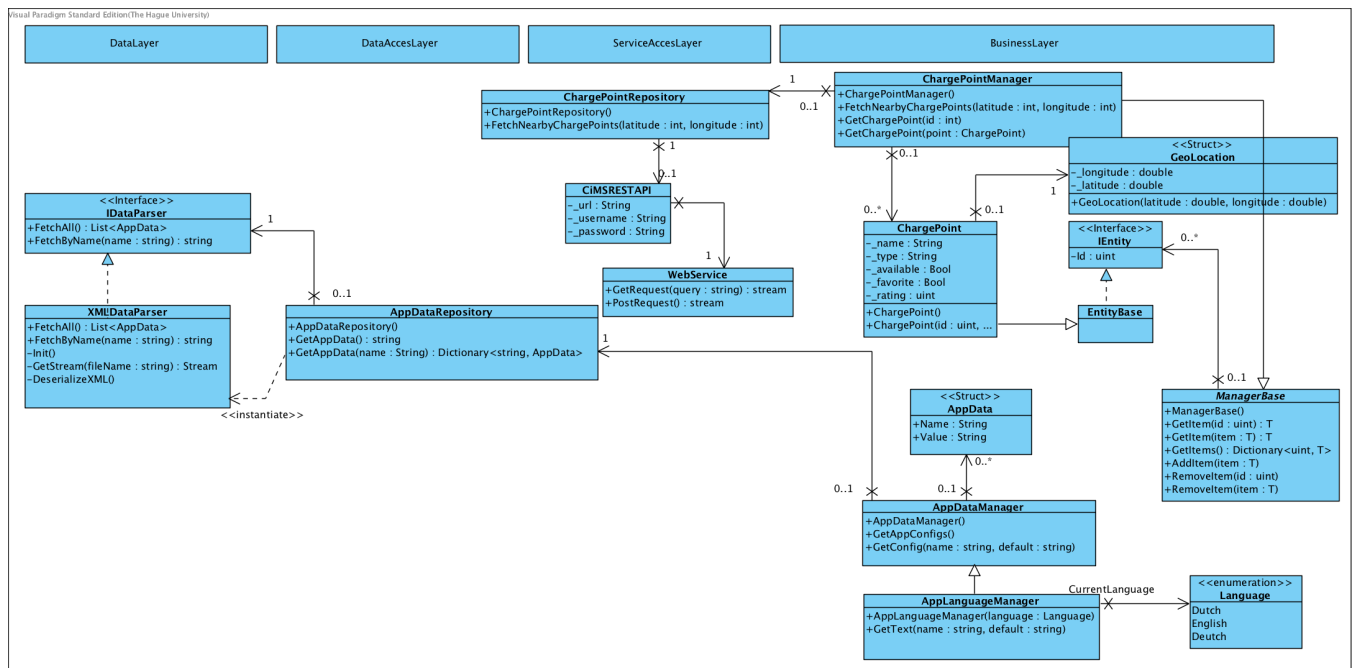 Visual Paradigm Standard Edition(The Hague University)
DataLayer
DataAccesLayer
ServiceAccesLayer
BusinessLayer
ChargePointRepository
+ChargePointRepository()
+FetchNearbyChargePoints(latitude : int, longitude : int)
1
0..1
ChargePointManager
+ChargePointManager()
+FetchNearbyChargePoints(latitude : int, longitude : int)
+GetChargePoint(id : int)
+GetChargePoint(point : ChargePoint)
<<Struct>>
GeoLocation
-_longitude : double
-_latitude : double
+GeoLocation(latitude : double, longitude : double)
1
0..1
0..1
0..*
1
0..1
CiMSRESTAPI
-_url : String
-_username : String
-_password : String
1
WebService
+GetRequest(query : string) : stream
+PostRequest() : stream
<<Interface>>
IDataParser
+FetchAll() : List<AppData>
+FetchByName(name : string) : string
1
0..1
ChargePoint
-_name : String
-_type : String
-_available : Bool
-_favorite : Bool
-_rating : uint
+ChargePoint()
+ChargePoint(id : uint, ...
<<Interface>>
IEntity
-Id : uint
0..*
0..1
EntityBase
XMLDataParser
+FetchAll() : List<AppData>
+FetchByName(name : string) : string
-Init()
-GetStream(fileName : string) : Stream
-DeserializeXML()
AppDataRepository
+AppDataRepository()
+GetAppData() : string
+GetAppData(name : String) : Dictionary<string, AppData>
<<instantiate>>
1
0..1
<<Struct>>
AppData
+Name : String
+Value : String
0..*
0..1
ManagerBase
+ManagerBase()
+GetItem(id : uint) : T
+GetItem(item : T) : T
+GetItems() : Dictionary<uint, T>
+AddItem(item : T)
+RemoveItem(id : uint)
+RemoveItem(item : T)
AppDataManager
+AppDataManager()
+GetAppConfigs()
+GetConfig(name : string, default : string)
AppLanguageManager
+AppLanguageManager(language : Language)
+GetText(name : string, default : string)
CurrentLanguage
<<enumeration>>
Language
Dutch
English
Deutch